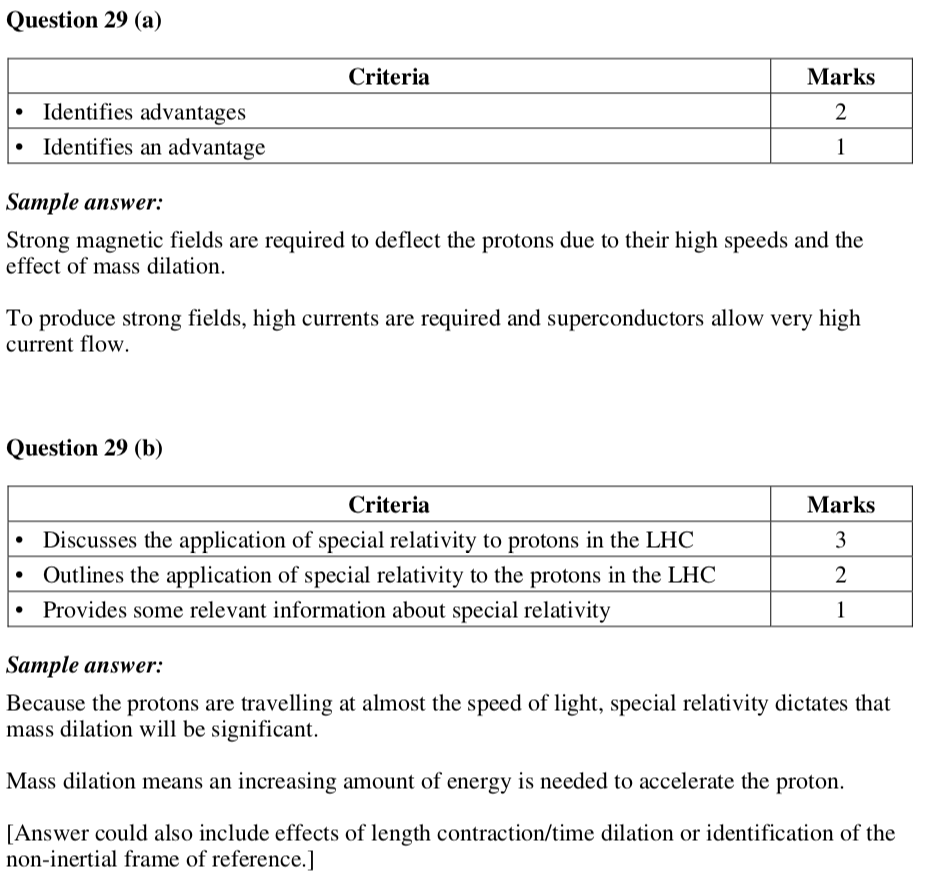 Question 29 (a)
Criteria Marks
• Identifies advantages 2
• Identifies an advantage 1
Sample answer:
Strong magnetic fields are required to deflect the protons due to their high speeds and the
effect of mass dilation.
To produce strong fields, high currents are required and superconductors allow very high
current flow.
Question 29 (b)
Criteria Marks
• Discusses the application of special relativity to protons in the LHC 3
• Outlines the application of special relativity to the protons in the LHC 2
• Provides some relevant information about special relativity 1
Sample answer:
Because the protons are travelling at almost the speed of light, special relativity dictates that
mass dilation will be significant.
Mass dilation means an increasing amount of energy is needed to accelerate the proton.
[Answer could also include effects of length contraction/time dilation or identification of the
non-inertial frame of reference.]